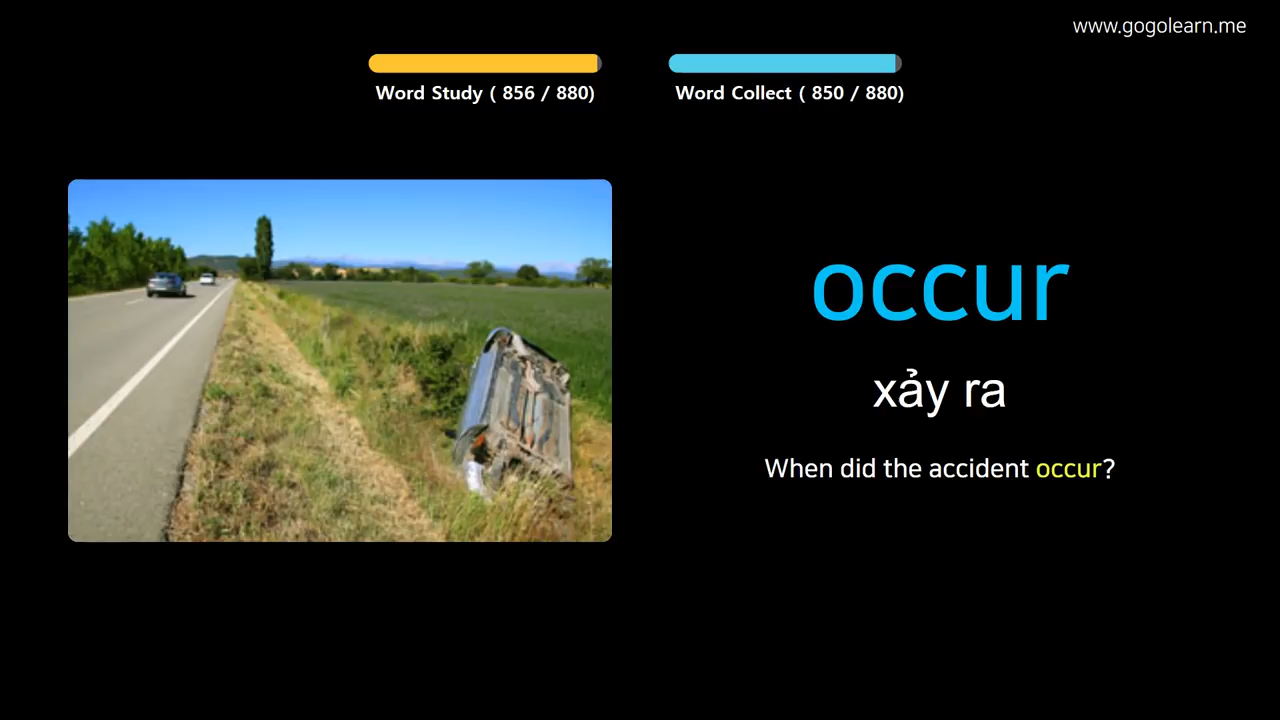 www.gogolearn.me
Word Study ( 856 / 880)
Word Collect ( 850 / 880)
occur
xảy ra
When did the accident occur?